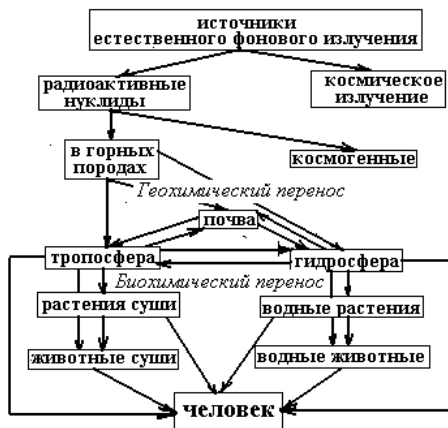 источники
естественного фонового излучения
радиоактивные
нуклиды
космическое
излучение
в горных
породах
космогенные
Геохимический перенос
почва
тропосфера
гидросфера
Биохимический перенос
растения суши
водные растения
животные суши
водные животные
человек